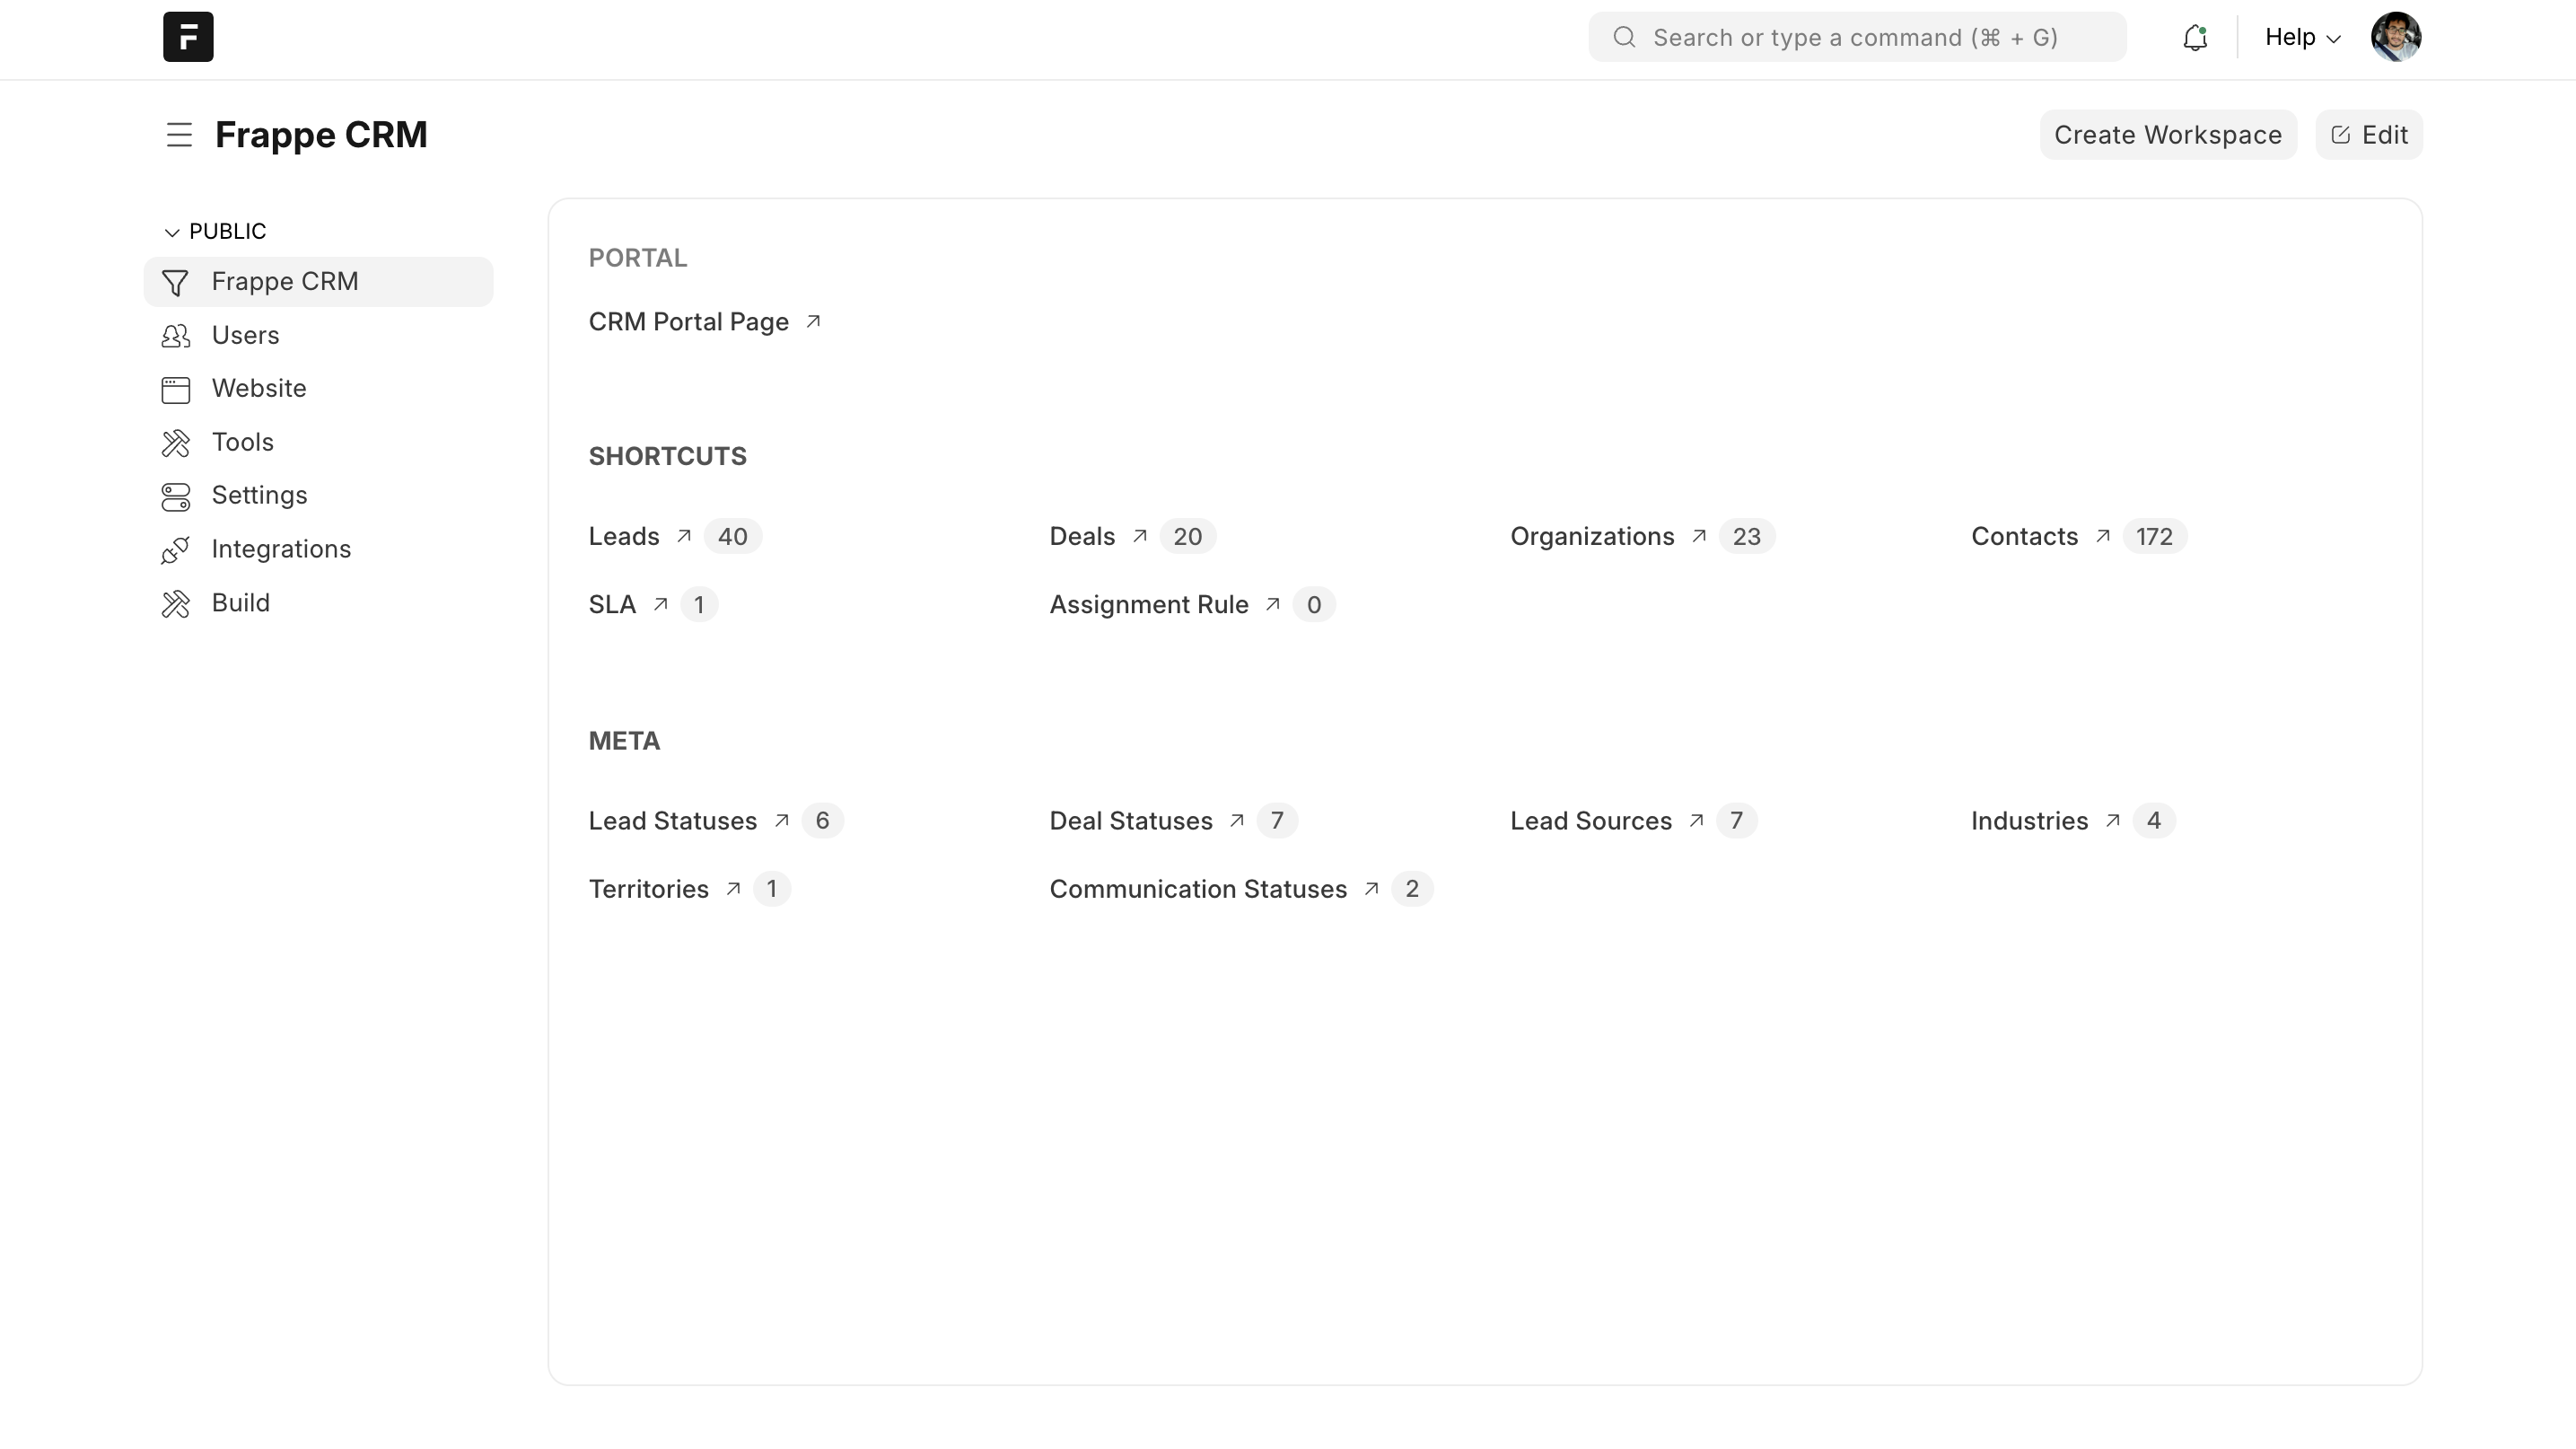 F
Search or type a command (⌘ + G)
Help
Frappe CRM
Create Workspace
Edit
PUBLIC
Frappe CRM
Users
Website
Tools
Settings
Integrations
Build
PORTAL
CRM Portal Page
SHORTCUTS
Leads 40 Deals 20 Organizations 23 Contacts 172
SLA 1 Assignment Rule 0
META
Lead Statuses 6 Deal Statuses 7 Lead Sources 7 Industries 4
Territories 1 Communication Statuses 2